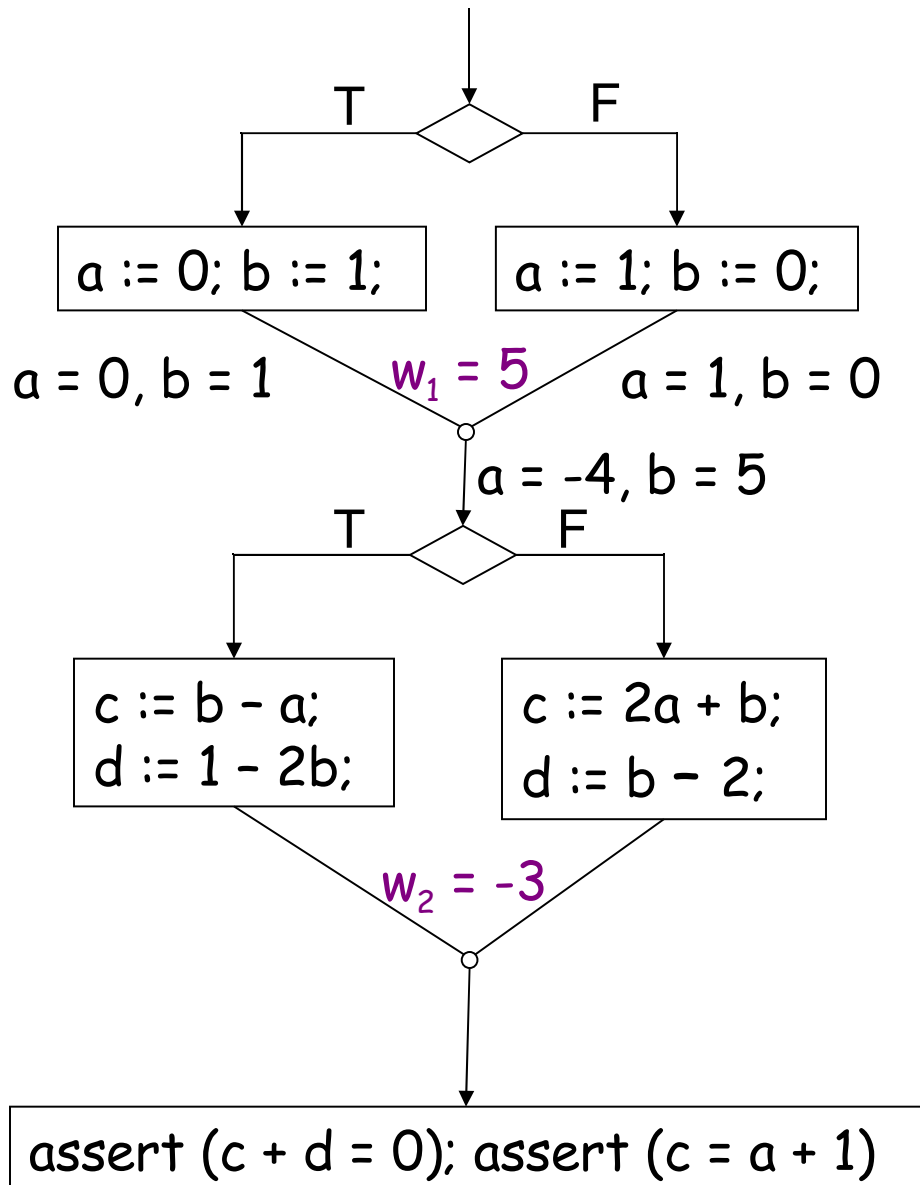 T F
a := 0; b := 1; a := 1; b := 0;
a = 0, b = 1 w₁ = 5 a = 1, b = 0
a = -4, b = 5
T F
c := b - a; c := 2a + b;
d := 1 - 2b; d := b - 2;
w₂ = -3
assert (c + d = 0); assert (c = a + 1)